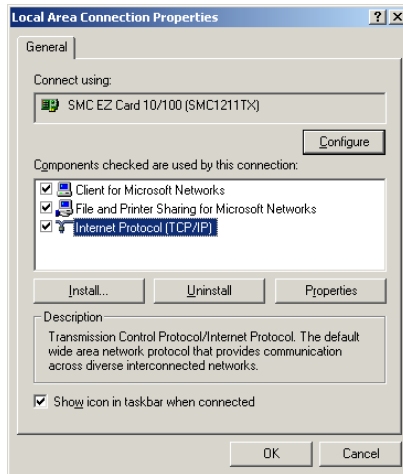 Local Area Connection Properties
General
Connect using:
SMC EZ Card 10/100 (SMC1211TX)
Configure
Components checked are used by this connection:
Client for Microsoft Networks
File and Printer Sharing for Microsoft Networks
Internet Protocol (TCP/IP)
Install... Uninstall Properties
Description
Transmission Control Protocol/Internet Protocol. The default
wide area network protocol that provides communication
across diverse interconnected networks.
Show icon in taskbar when connected
OK Cancel